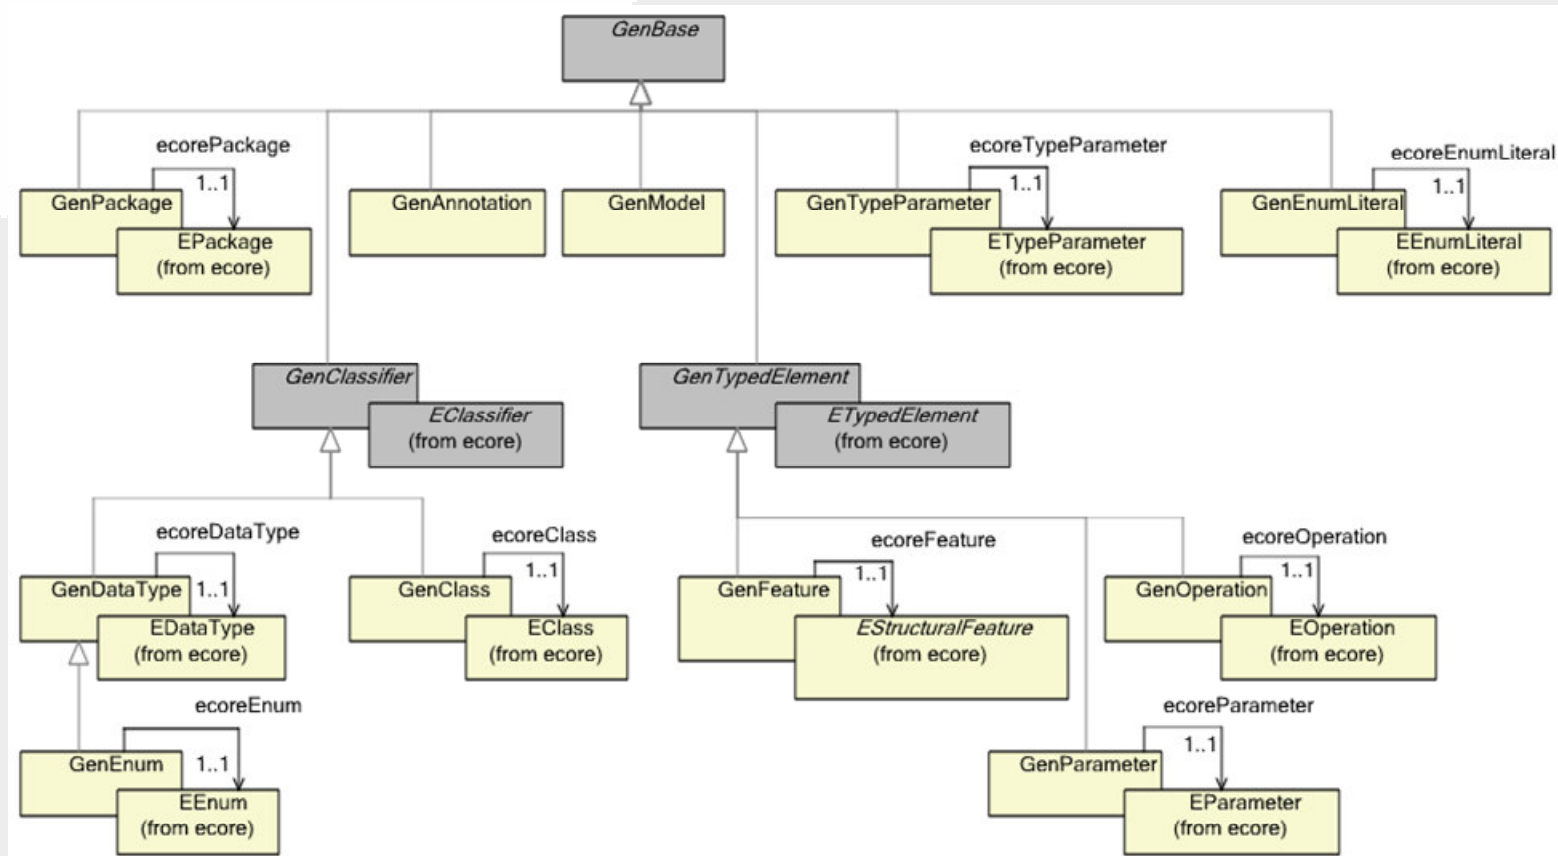 GenBase
ecorePackage
1..1
GenPackage
EPackage
(from ecore)
GenAnnotation
GenModel
ecoreTypeParameter
1..1
GenTypeParameter
ETypeParameter
(from ecore)
ecoreEnumLiteral
1..1
GenEnumLiteral
EEnumLiteral
(from ecore)
GenClassifier
EClassifier
(from ecore)
GenTypedElement
ETypedElement
(from ecore)
ecoreDataType
1..1
GenDataType
EDataType
(from ecore)
ecoreClass
1..1
GenClass
EClass
(from ecore)
ecoreFeature
1..1
GenFeature
EStructuralFeature
(from ecore)
ecoreOperation
1..1
GenOperation
EOperation
(from ecore)
ecoreEnum
1..1
GenEnum
EEnum
(from ecore)
ecoreParameter
1..1
GenParameter
EParameter
(from ecore)